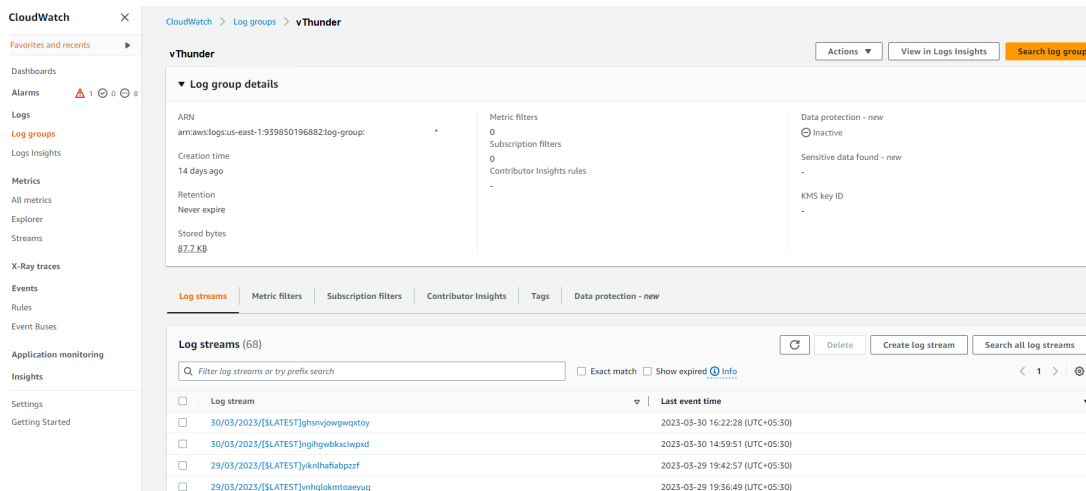 CloudWatch
CloudWatch > Log groups > vThunder
Favorites and recents
Dashboards
Alarms 1 0 8
Logs
Log groups
Logs Insights
Metrics
All metrics
Explorer
Streams
X-Ray traces
Events
Rules
Event Buses
Application monitoring
Insights
Settings
Getting Started
vThunder
Actions
View in Logs Insights
Search log group
Log group details
ARN
arn:aws:logs:us-east-1:939850196882:log-group: *
Creation time
14 days ago
Retention
Never expire
Stored bytes
87.7 KB
Metric filters
0
Subscription filters
0
Contributor Insights rules
-
Data protection - new
Inactive
Sensitive data found - new
-
KMS key ID
-
Log streams Metric filters Subscription filters Contributor Insights Tags Data protection - new
Log streams (68)
Delete Create log stream Search all log streams
Filter log streams or try prefix search
Exact match Show expired Info
< 1 >
Log stream Last event time
30/03/2023/[$LATEST]ghsnvjowgwqxtoy 2023-03-30 16:22:28 (UTC+05:30)
30/03/2023/[$LATEST]ngihgwbkxciwpxd 2023-03-30 14:59:51 (UTC+05:30)
29/03/2023/[$LATEST]yiknlhafiabpzzf 2023-03-29 19:42:57 (UTC+05:30)
29/03/2023/[$LATEST]vnhqlokmtoaeyug 2023-03-29 19:36:49 (UTC+05:30)